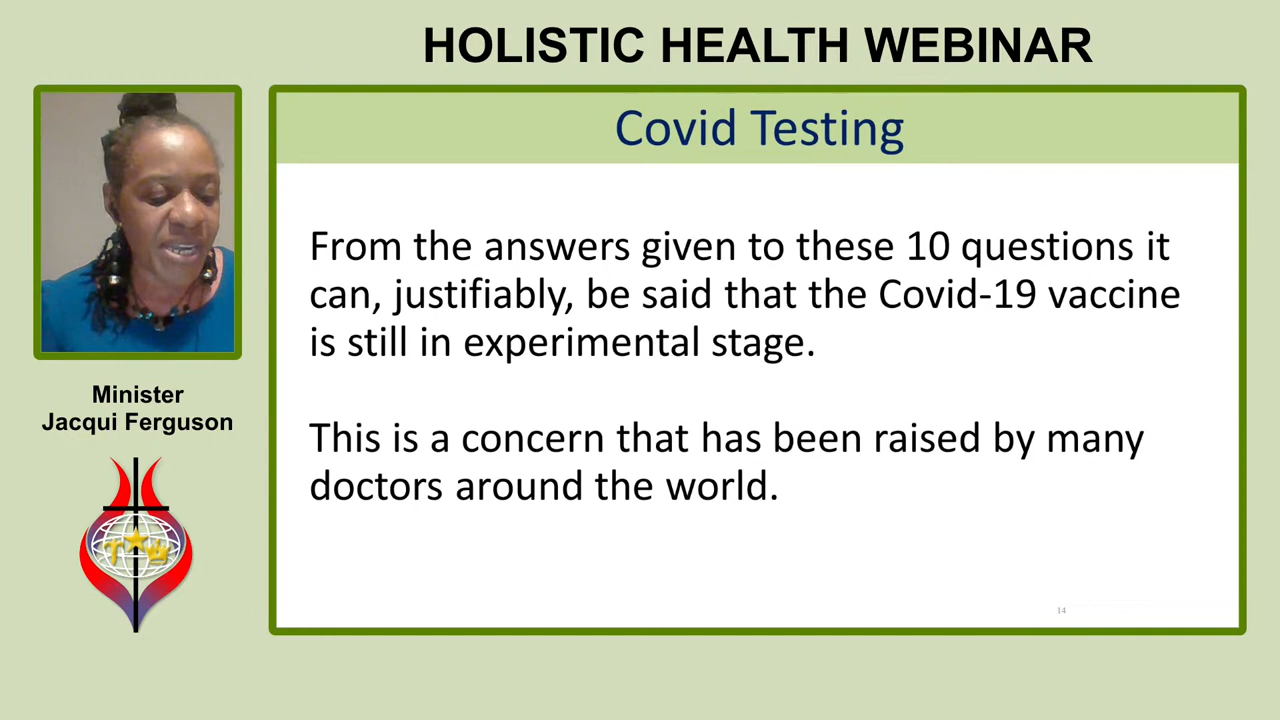 HOLISTIC HEALTH WEBINAR
Covid Testing
From the answers given to these 10 questions it
can, justifiably, be said that the Covid-19 vaccine
is still in experimental stage.
This is a concern that has been raised by many
doctors around the world.
14
Minister
Jacqui Ferguson